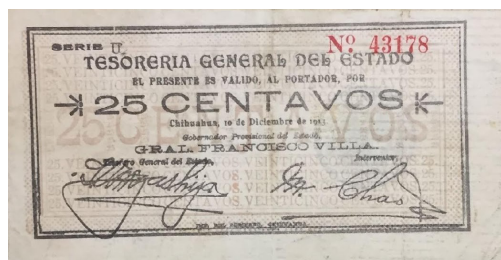 SERIE U. Nº 43178
TESORERIA GENERAL DEL ESTADO
EL PRESENTE ES VALIDO, AL PORTADOR, POR
25 CENTAVOS
Chihuahua, 10 de Diciembre de 1913
Gobernador Provisional del Estado,
GRAL. FRANCISCO VILLA.
Tesorero General del Estado, Interventor,